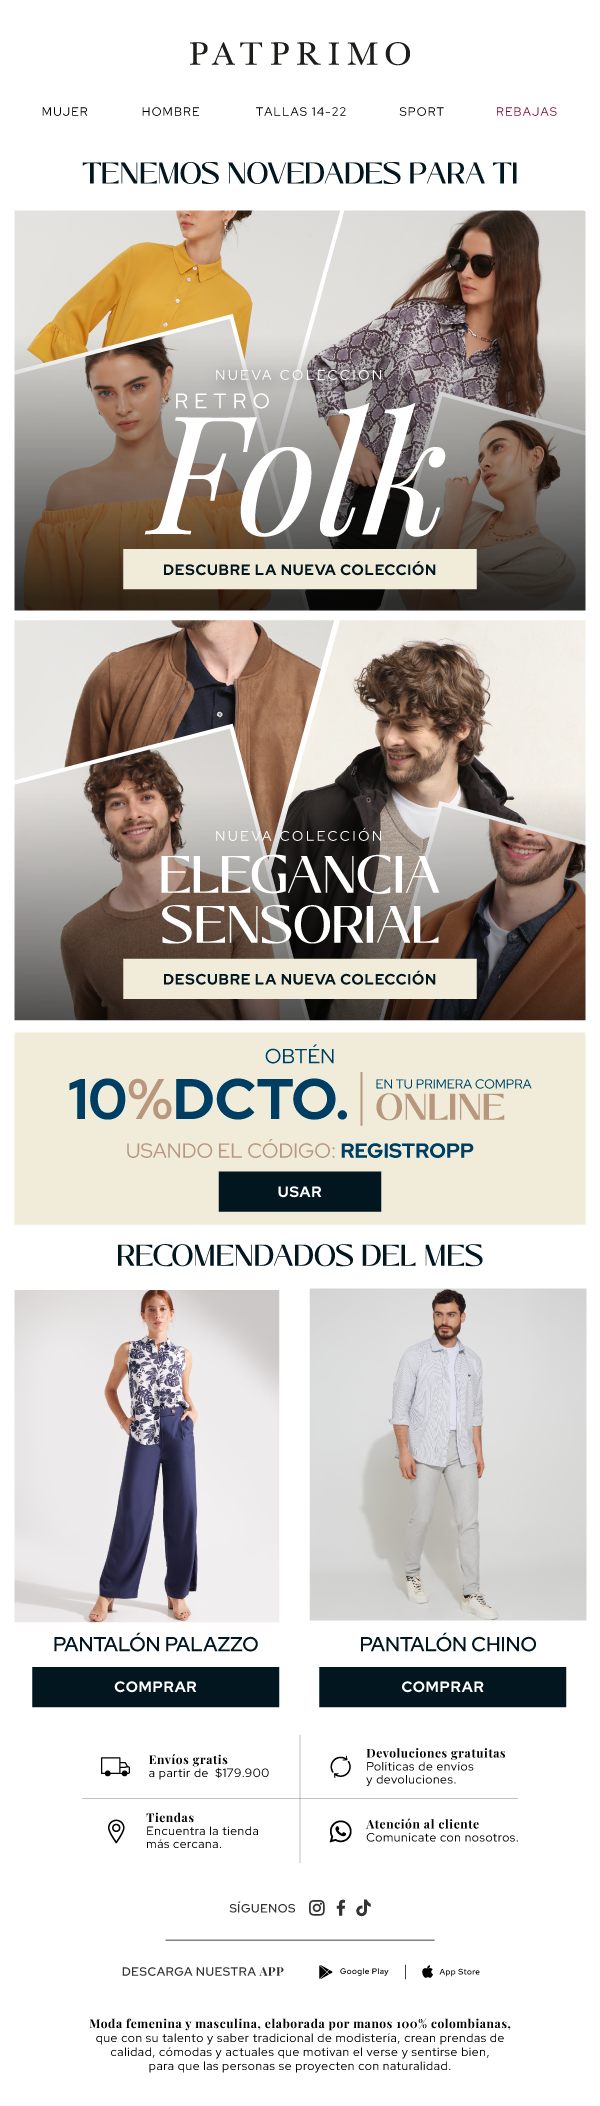 PATPRIMO
MUJER HOMBRE TALLAS 14-22 SPORT REBAJAS
TENEMOS NOVEDADES PARA TI
NUEVA COLECCIÓN
RETRO
Folk
DESCUBRE LA NUEVA COLECCIÓN
NUEVA COLECCIÓN
ELEGANCIA
SENSORIAL
DESCUBRE LA NUEVA COLECCIÓN
OBTÉN
10%DCTO.
EN TU PRIMERA COMPRA
ONLINE
USANDO EL CÓDIGO: REGISTROPP
USAR
RECOMENDADOS DEL MES
PANTALÓN PALAZZO
COMPRAR
PANTALÓN CHINO
COMPRAR
Envíos gratis
a partir de $179.900
Devoluciones gratuitas
Políticas de envios
y devoluciones.
Tiendas
Encuentra la tienda
más cercana.
Atención al cliente
Comunicate con nosotros.
SÍGUENOS
DESCARGA NUESTRA APP
Google Play
App Store
Moda femenina y masculina, elaborada por manos 100% colombianas,
que con su talento y saber tradicional de modistería, crean prendas de
calidad, cómodas y actuales que motivan el verse y sentirse bien,
para que las personas se proyecten con naturalidad.